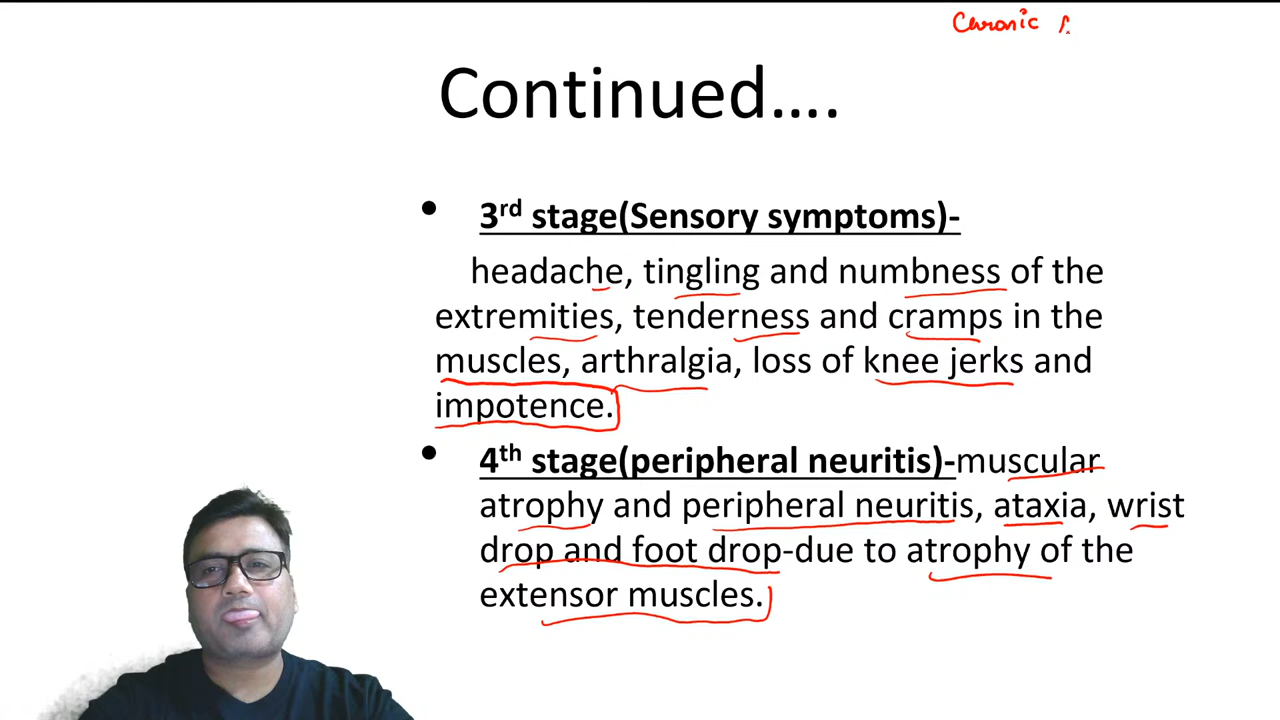 Chronic
Continued....
• 3rd stage(Sensory symptoms)-
headache, tingling and numbness of the
extremities, tenderness and cramps in the
muscles, arthralgia, loss of knee jerks and
impotence.
• 4th stage(peripheral neuritis)-muscular
atrophy and peripheral neuritis, ataxia, wrist
drop and foot drop-due to atrophy of the
extensor muscles.